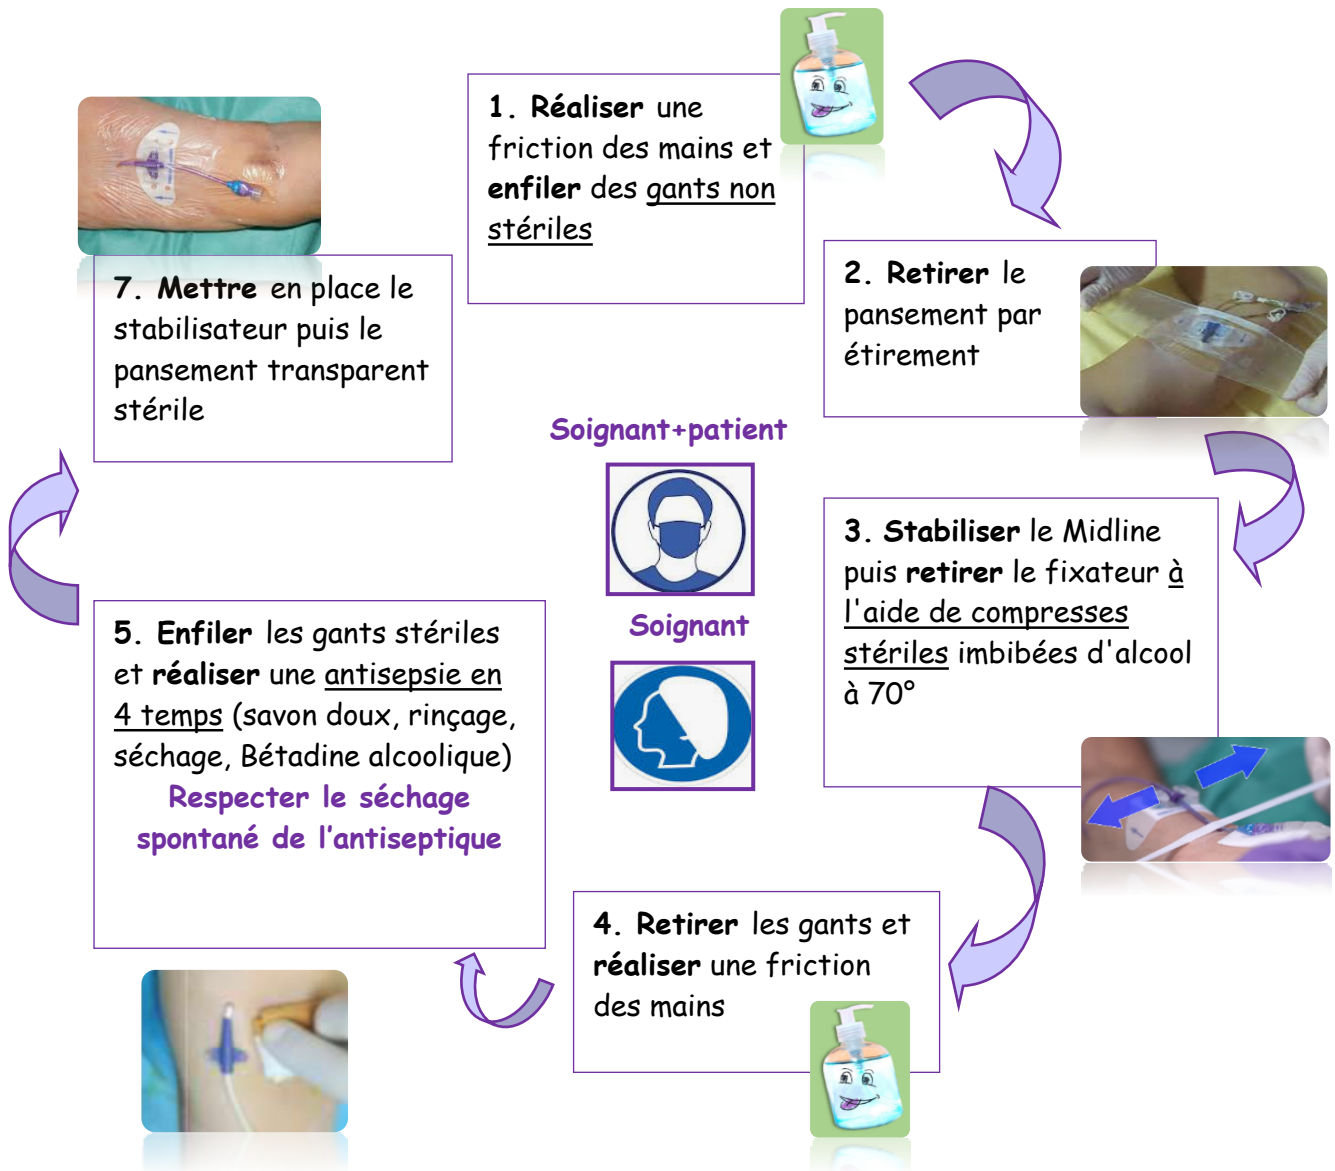 1. Réaliser une
friction des mains et
enfiler des gants non
stériles
2. Retirer le
pansement par
étirement
3. Stabiliser le Midline
puis retirer le fixateur à
l'aide de compresses
stériles imbibées d'alcool
à 70°
4. Retirer les gants et
réaliser une friction
des mains
5. Enfiler les gants stériles
et réaliser une antisepsie en
4 temps (savon doux, rinçage,
séchage, Bétadine alcoolique)
Respecter le séchage
spontané de l'antiseptique
7. Mettre en place le
stabilisateur puis le
pansement transparent
stérile
Soignant+patient
Soignant